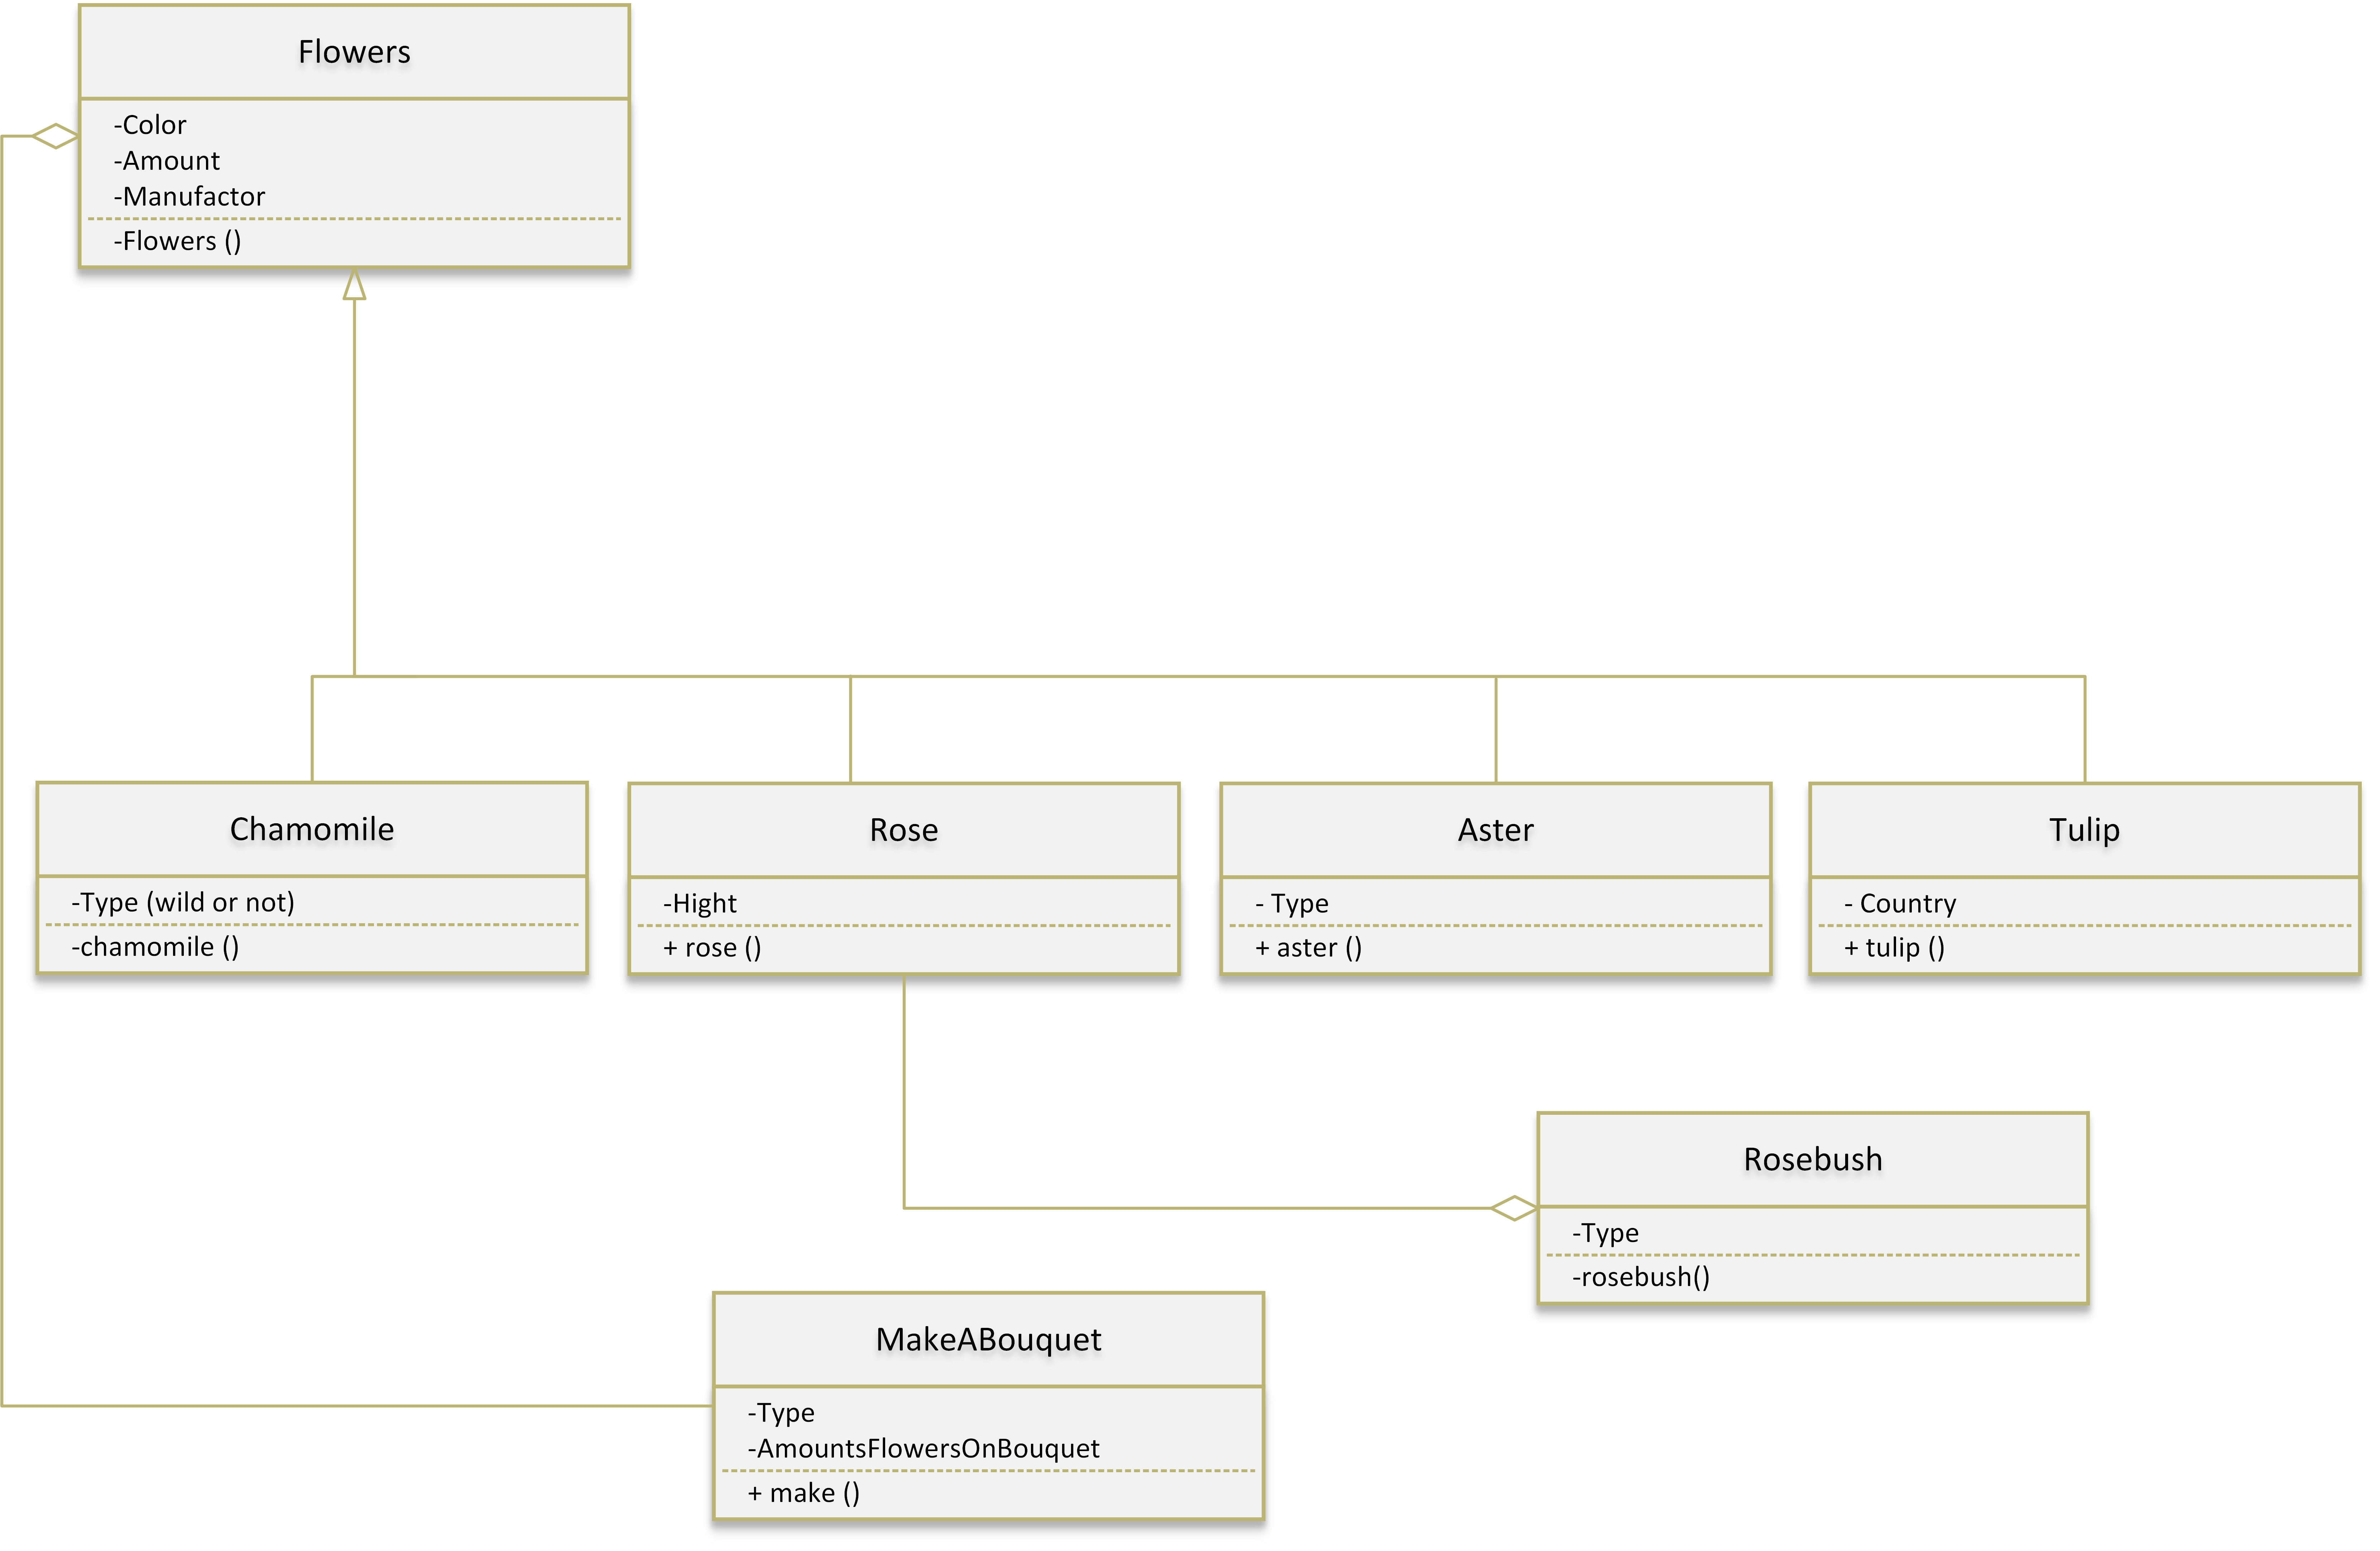 Flowers
-Color
-Amount
-Manufactor
-Flowers ()
Chamomile
-Type (wild or not)
-chamomile ()
Rose
-Hight
+ rose ()
Aster
- Type
+ aster ()
Tulip
- Country
+ tulip ()
Rosebush
-Type
-rosebush()
MakeABouquet
-Type
-AmountsFlowersOnBouquet
+ make ()